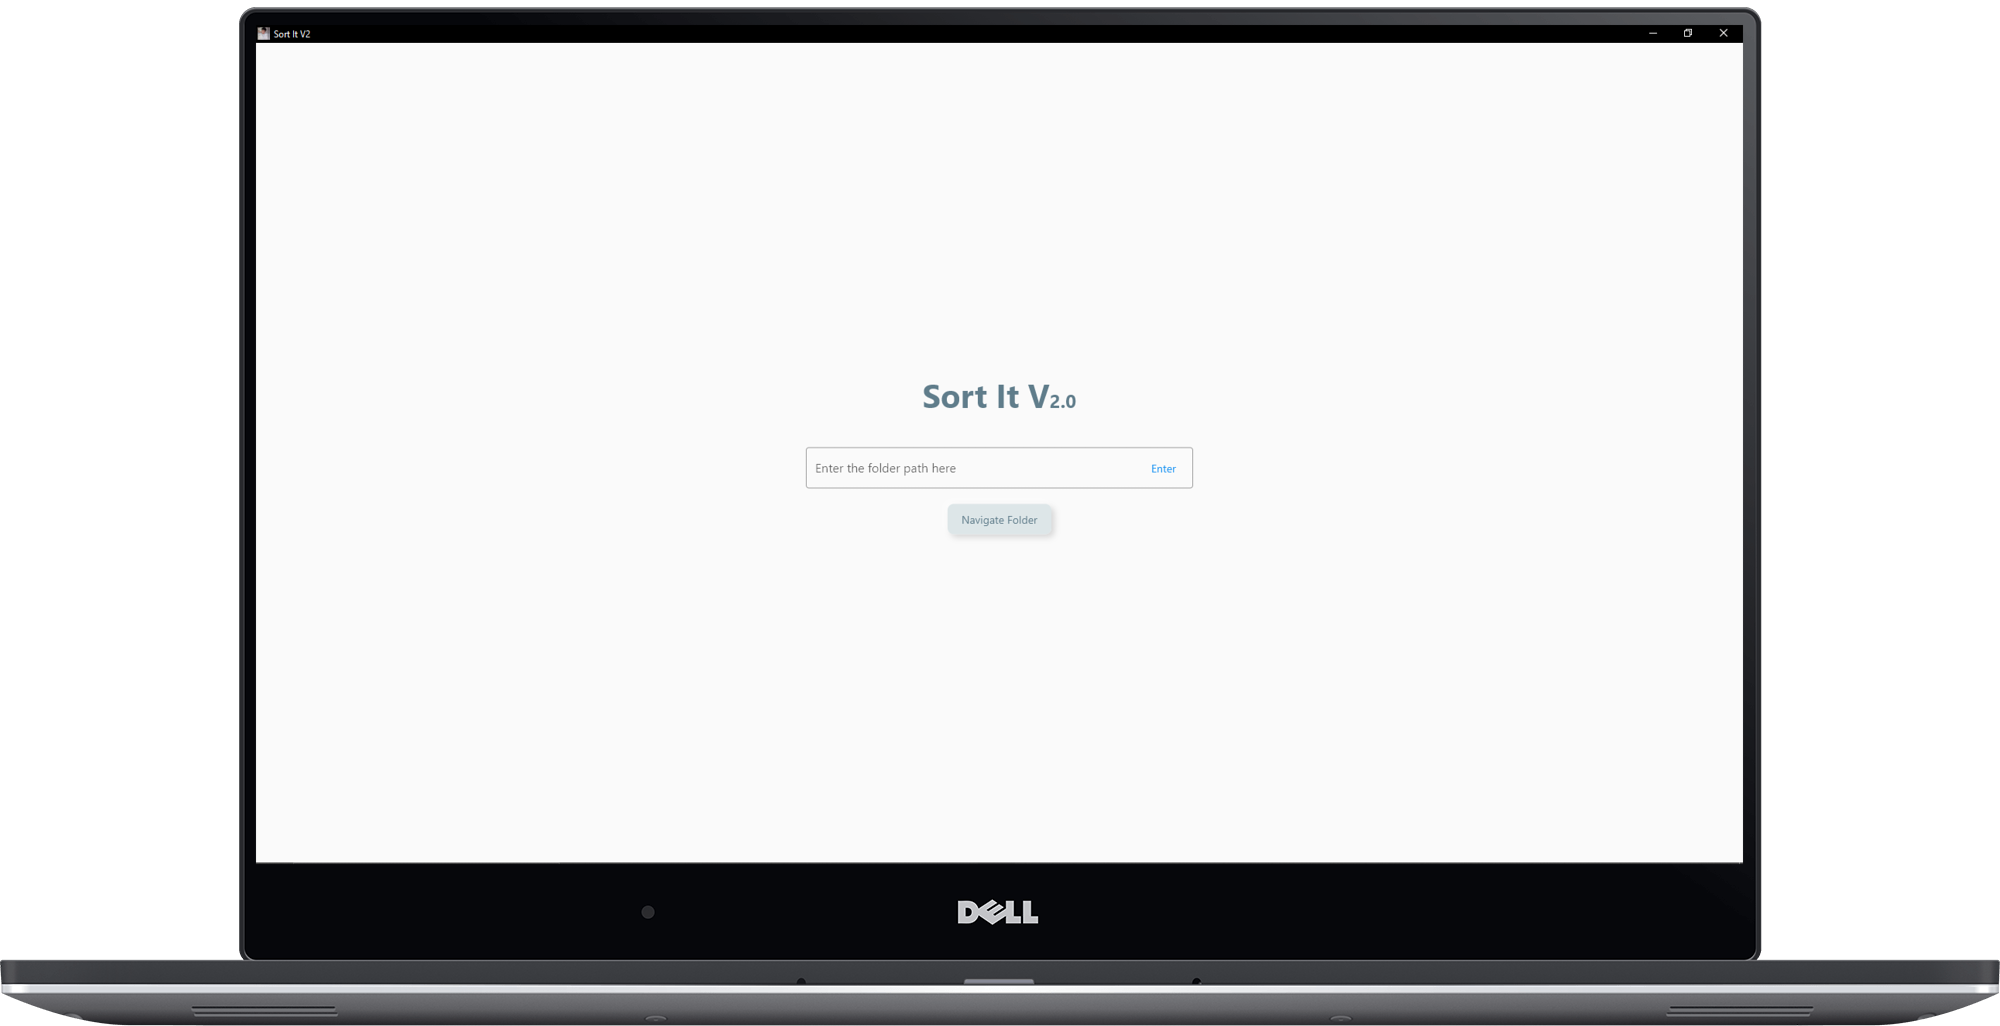 Sort It V2
Sort It V2.0
Enter the folder path here
Enter
Navigate Folder
DELL